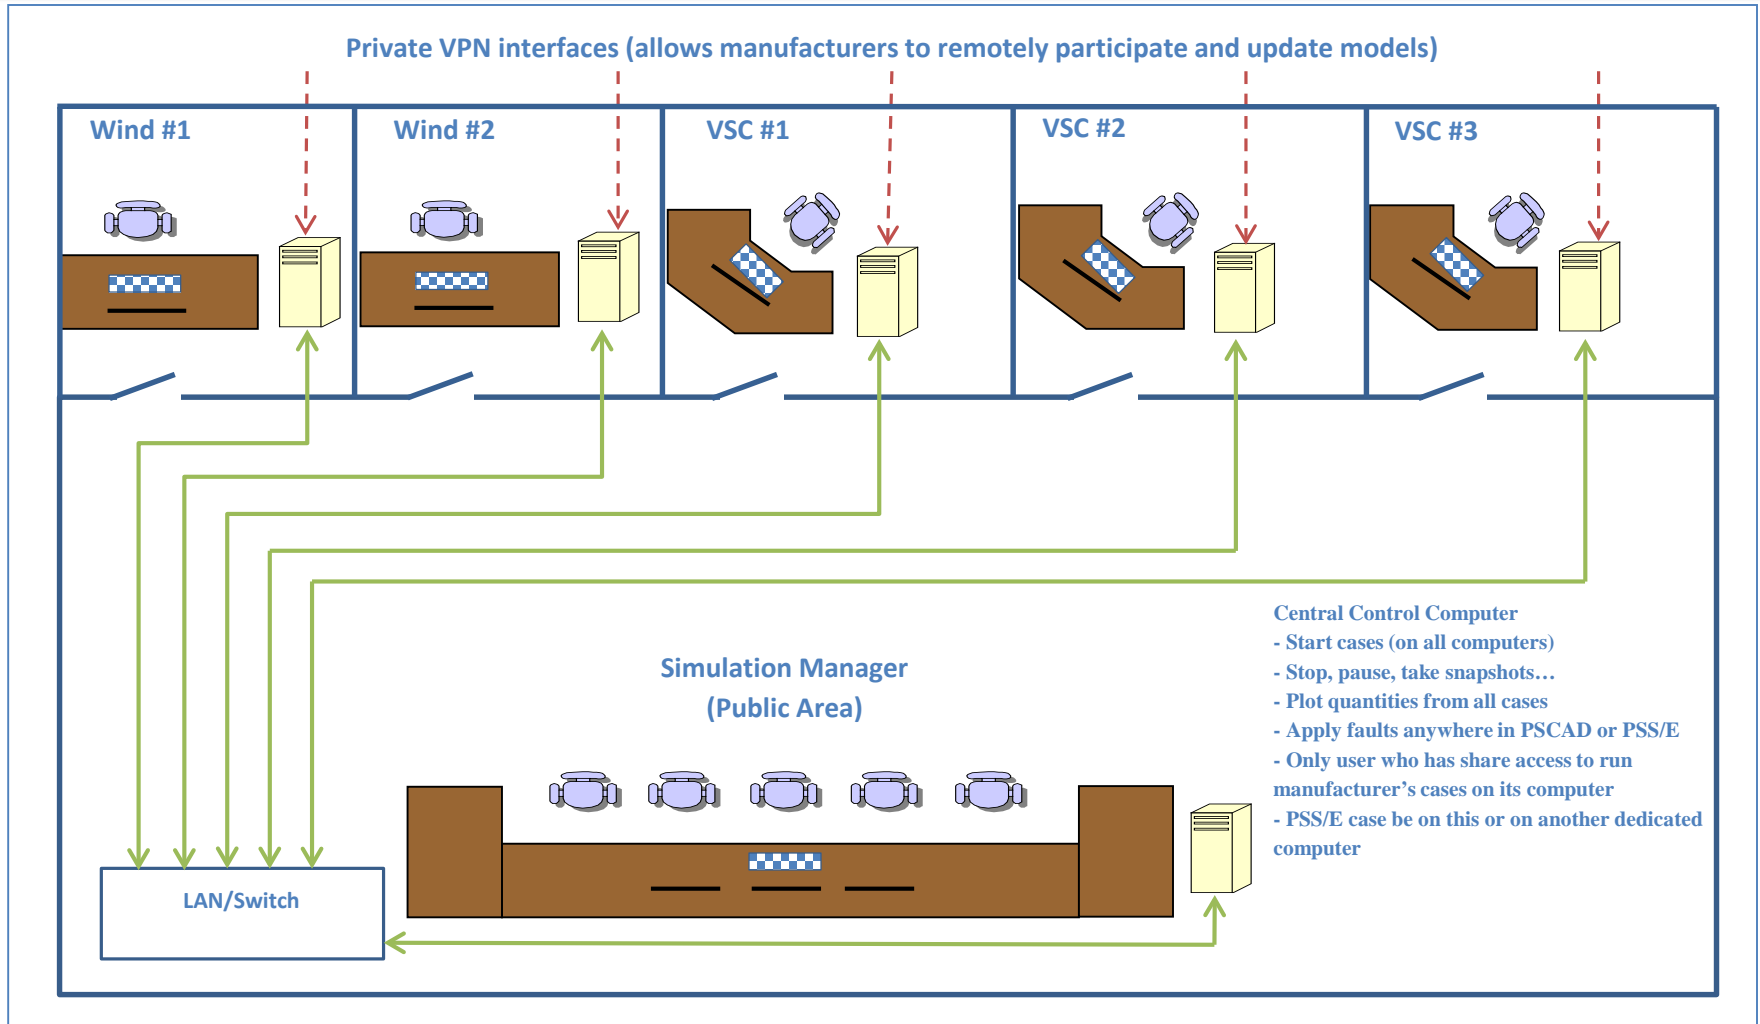 Private VPN interfaces (allows manufacturers to remotely participate and update models)
Wind #1
Wind #2
VSC #1
VSC #2
VSC #3
Central Control Computer
- Start cases (on all computers)
- Stop, pause, take snapshots…
- Plot quantities from all cases
- Apply faults anywhere in PSCAD or PSS/E
- Only user who has share access to run
manufacturer’s cases on its computer
- PSS/E case be on this or on another dedicated
computer
Simulation Manager
(Public Area)
LAN/Switch